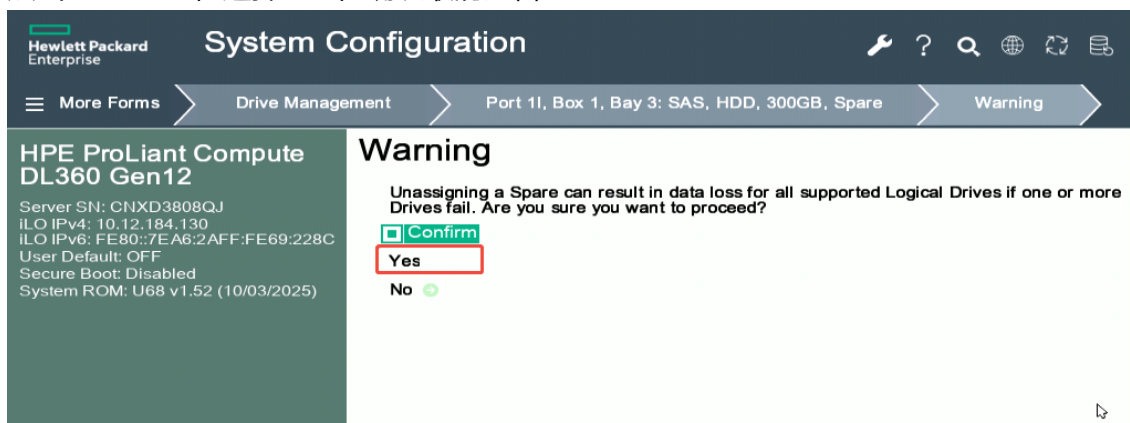 Hewlett Packard
Enterprise
System Configuration
More Forms
Drive Management
Port 1I, Box 1, Bay 3: SAS, HDD, 300GB, Spare
Warning
HPE ProLiant Compute
DL360 Gen12
Server SN: CNXD3808QJ
iLO IPv4: 10.12.184.130
iLO IPv6: FE80::7EA6:2AFF:FE69:228C
User Default: OFF
Secure Boot: Disabled
System ROM: U68 v1.52 (10/03/2025)
Warning
Unassigning a Spare can result in data loss for all supported Logical Drives if one or more
Drives fail. Are you sure you want to proceed?
Confirm
Yes
No